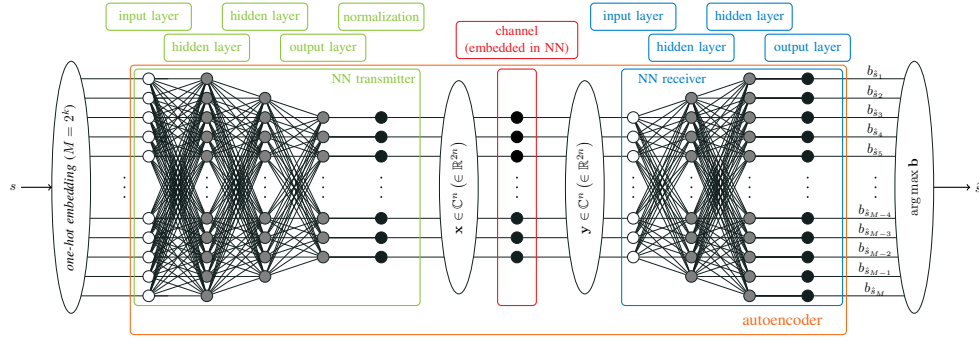 input layer
hidden layer
normalization
input layer
hidden layer
hidden layer
output layer
channel
(embedded in NN)
hidden layer
output layer
NN transmitter
NN receiver
s
one-hot embedding (M = 2^k)
x ∈ ℂ^n (∈ ℝ^{2n})
y ∈ ℂ^n (∈ ℝ^{2n})
b_{ŝ_1}
b_{ŝ_2}
b_{ŝ_3}
b_{ŝ_4}
b_{ŝ_5}
b_{ŝ_{M−4}}
b_{ŝ_{M−3}}
b_{ŝ_{M−2}}
b_{ŝ_{M−1}}
b_{ŝ_M}
arg max b
ŝ
autoencoder